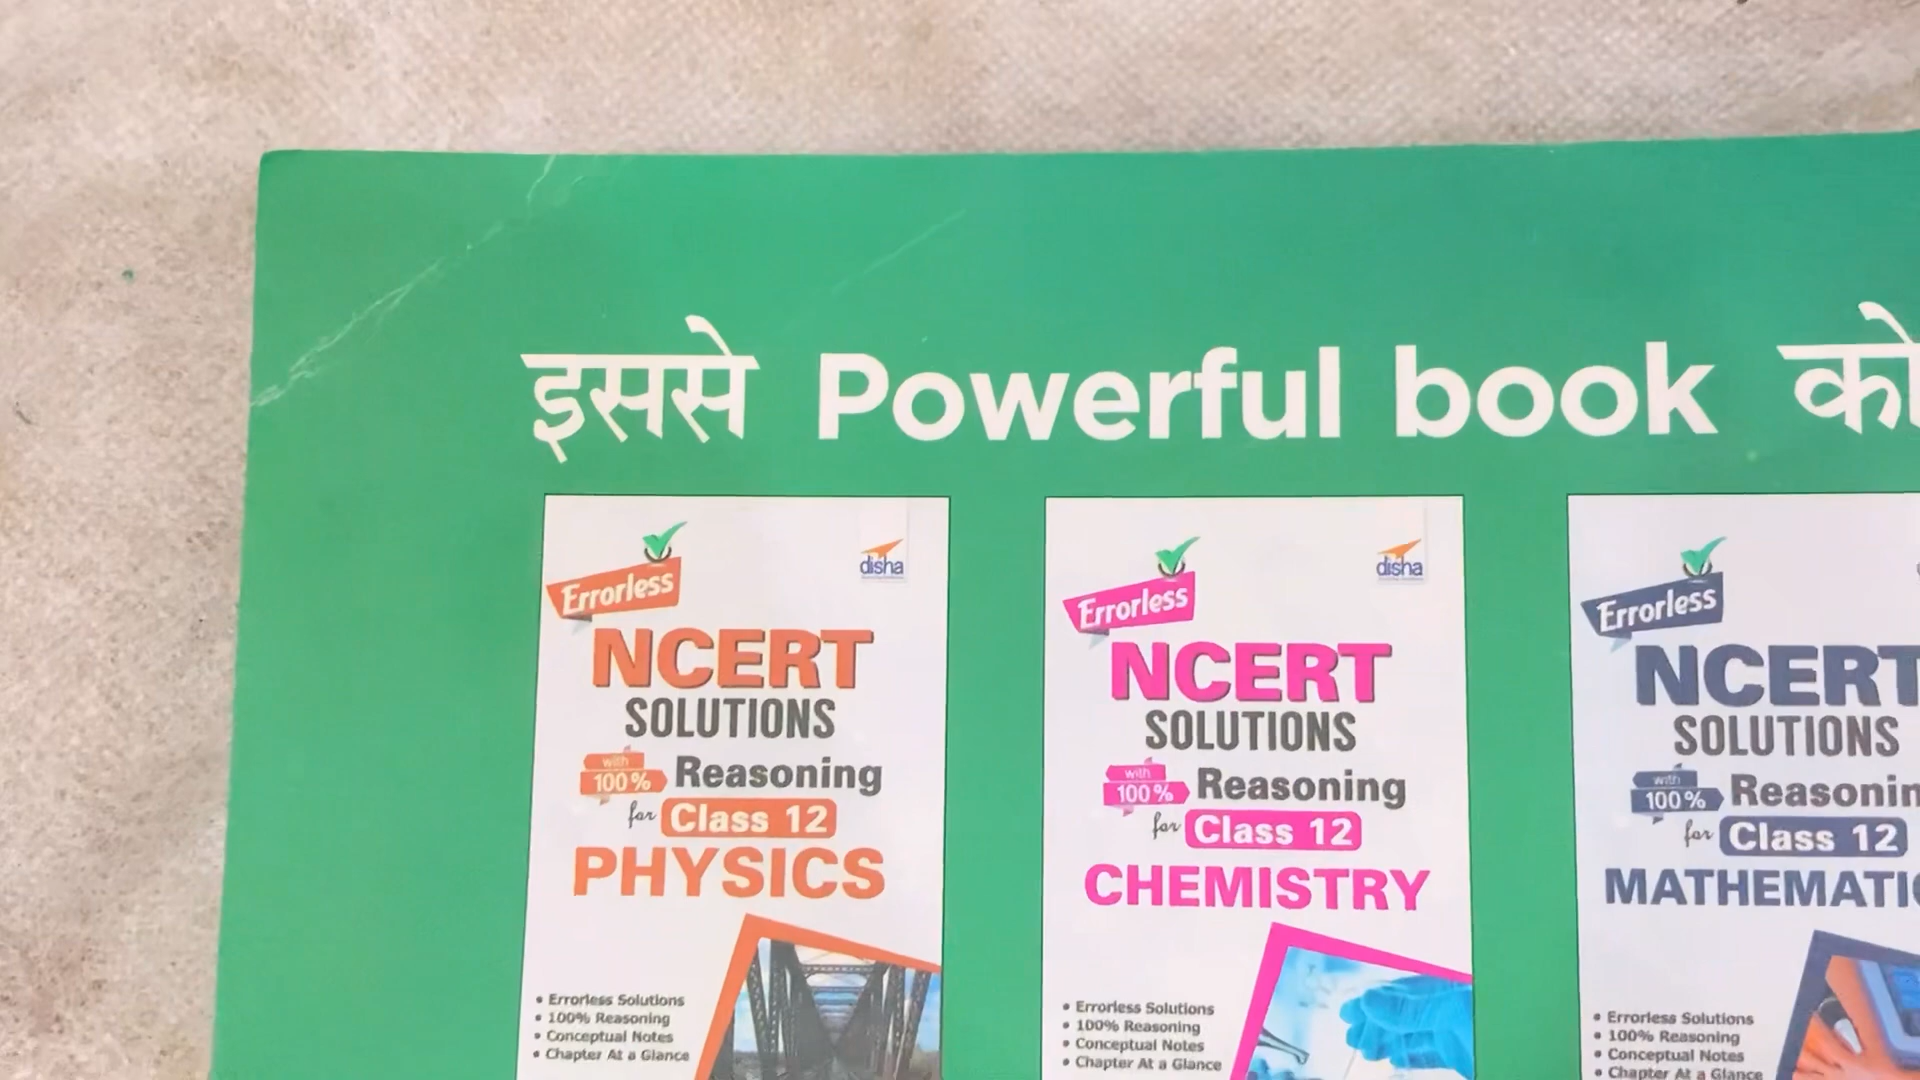 इससे Powerful book
Errorless
disha
NCERT
SOLUTIONS
with
100% Reasoning
for Class 12
PHYSICS
• Errorless Solutions
• 100% Reasoning
• Conceptual Notes
• Chapter At a Glance
Errorless
disha
NCERT
SOLUTIONS
with
100% Reasoning
for Class 12
CHEMISTRY
• Errorless Solutions
• 100% Reasoning
• Conceptual Notes
• Chapter At a Glance
Errorless
NCERT
SOLUTIONS
with
100%
for Class 12
• Errorless Solutions
• 100% Reasoning
• Conceptual Notes
• Chapter At a Glance